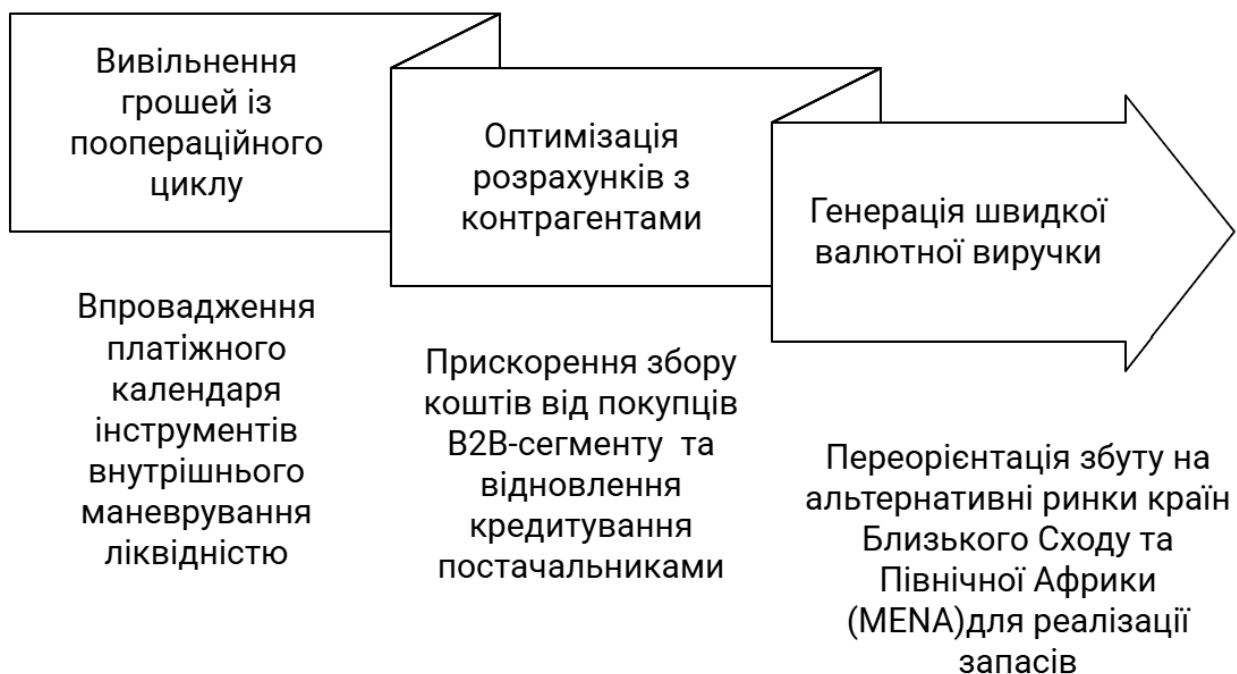 Вивільнення
грошей із
поопераційного
циклу
Впровадження
платіжного
календаря
інструментів
внутрішнього
маневрування
ліквідністю
Оптимізація
розрахунків з
контрагентами
Прискорення збору
коштів від покупців
B2B-сегменту та
відновлення
кредитування
постачальниками
Генерація швидкої
валютної виручки
Переорієнтація збуту на
альтернативні ринки країн
Близького Сходу та
Північної Африки
(MENA)для реалізації
запасів